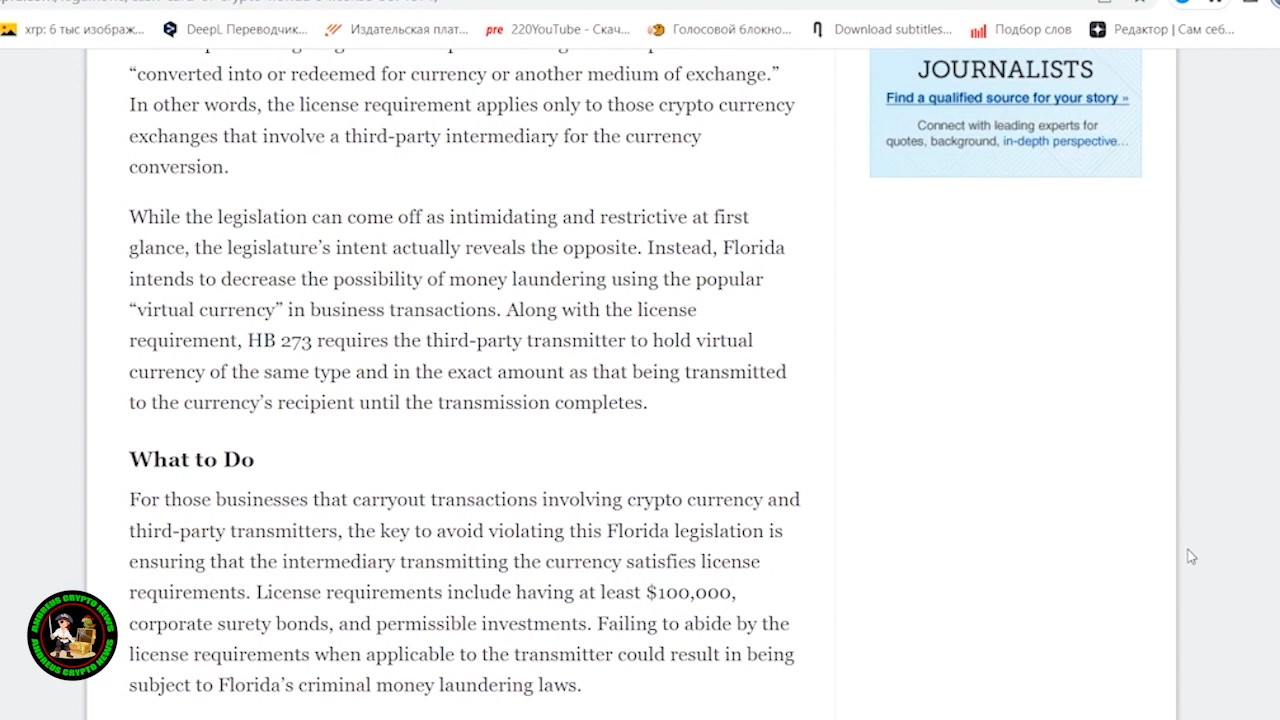 xrp: 6 тыс изображ...
DeepL Переводчик...
Издательская плат...
pre 220YouTube – Скач...
Голосовой блокно...
Download subtitles...
Подбор слов
Редактор | Сам себ...
“converted into or redeemed for currency or another medium of exchange.”
In other words, the license requirement applies only to those crypto currency
exchanges that involve a third-party intermediary for the currency
conversion.
While the legislation can come off as intimidating and restrictive at first
glance, the legislature’s intent actually reveals the opposite. Instead, Florida
intends to decrease the possibility of money laundering using the popular
“virtual currency” in business transactions. Along with the license
requirement, HB 273 requires the third-party transmitter to hold virtual
currency of the same type and in the exact amount as that being transmitted
to the currency’s recipient until the transmission completes.
What to Do
For those businesses that carryout transactions involving crypto currency and
third-party transmitters, the key to avoid violating this Florida legislation is
ensuring that the intermediary transmitting the currency satisfies license
requirements. License requirements include having at least $100,000,
corporate surety bonds, and permissible investments. Failing to abide by the
license requirements when applicable to the transmitter could result in being
subject to Florida’s criminal money laundering laws.
JOURNALISTS
Find a qualified source for your story »
Connect with leading experts for
quotes, background, in-depth perspective...
ANDREUS CRYPTO NEWS
ANDREUS CRYPTO NEWS